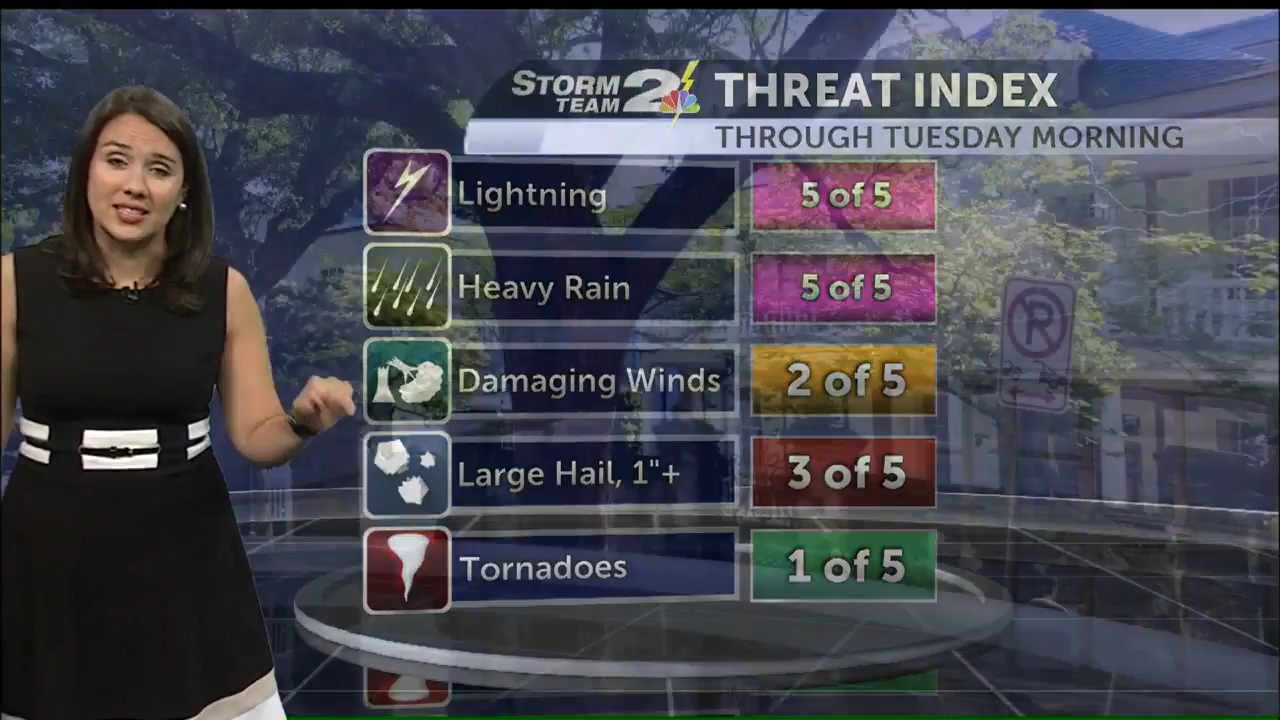 STORM TEAM 2
THREAT INDEX
THROUGH TUESDAY MORNING
Lightning 5 of 5
Heavy Rain 5 of 5
Damaging Winds 2 of 5
Large Hail, 1"+ 3 of 5
Tornadoes 1 of 5
P